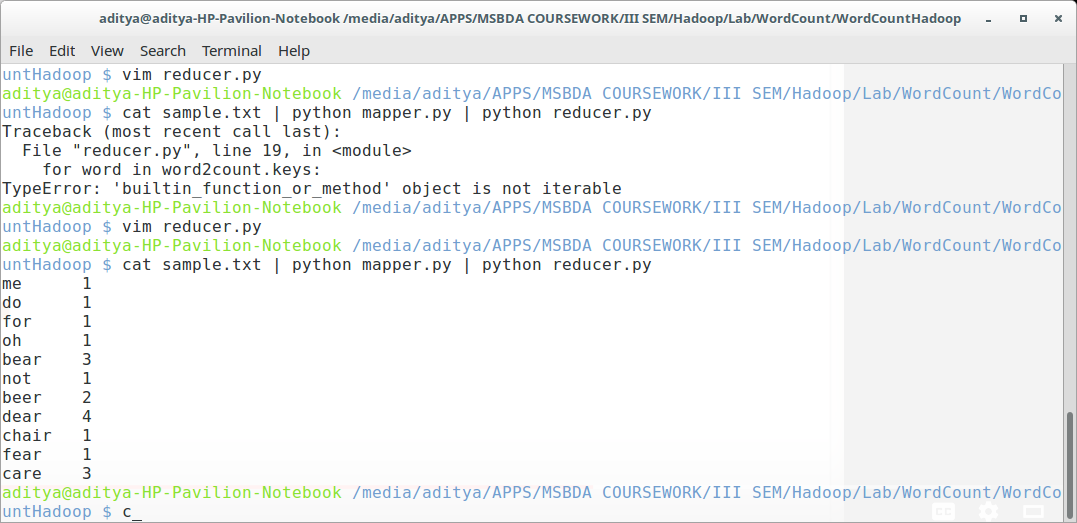 aditya@aditya-HP-Pavilion-Notebook /media/aditya/APPS/MSBDA COURSEWORK/III SEM/Hadoop/Lab/WordCount/WordCountHadoop
File Edit View Search Terminal Help
untHadoop $ vim reducer.py
aditya@aditya-HP-Pavilion-Notebook /media/aditya/APPS/MSBDA COURSEWORK/III SEM/Hadoop/Lab/WordCount/WordCo
untHadoop $ cat sample.txt | python mapper.py | python reducer.py
Traceback (most recent call last):
  File "reducer.py", line 19, in <module>
    for word in word2count.keys:
TypeError: 'builtin_function_or_method' object is not iterable
aditya@aditya-HP-Pavilion-Notebook /media/aditya/APPS/MSBDA COURSEWORK/III SEM/Hadoop/Lab/WordCount/WordCo
untHadoop $ vim reducer.py
aditya@aditya-HP-Pavilion-Notebook /media/aditya/APPS/MSBDA COURSEWORK/III SEM/Hadoop/Lab/WordCount/WordCo
untHadoop $ cat sample.txt | python mapper.py | python reducer.py
me      1
do      1
for     1
oh      1
bear    3
not     1
beer    2
dear    4
chair   1
fear    1
care    3
aditya@aditya-HP-Pavilion-Notebook /media/aditya/APPS/MSBDA COURSEWORK/III SEM/Hadoop/Lab/WordCount/WordCo
untHadoop $ c_
CC